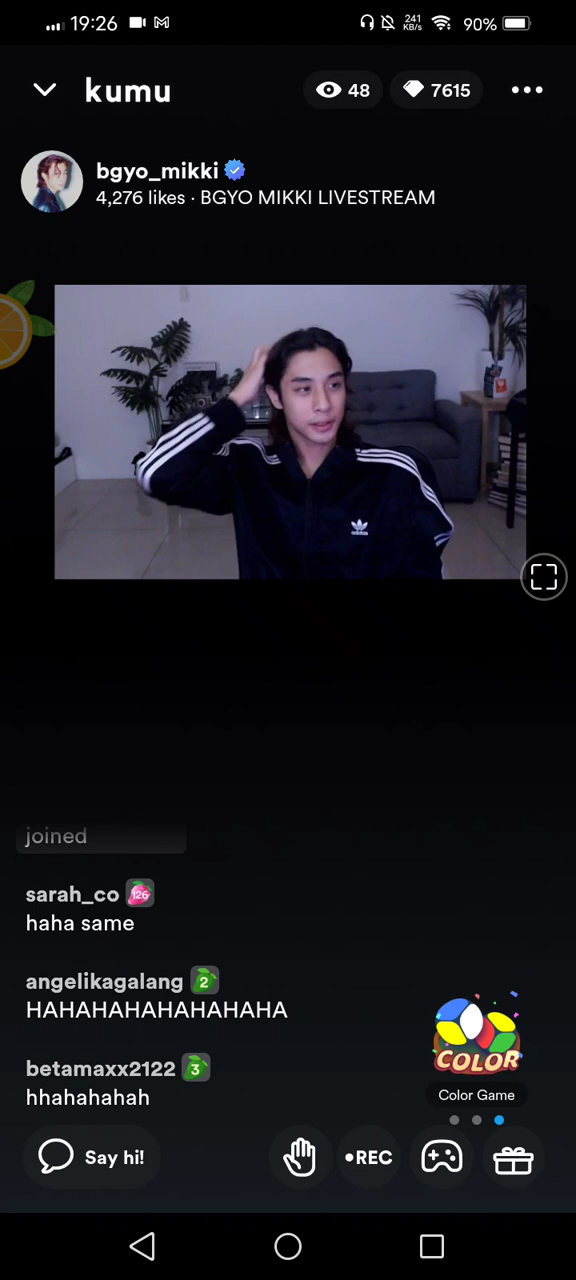 19:26
241
KB/s
90%
kumu
48
7615
bgyo_mikki
4,276 likes · BGYO MIKKI LIVESTREAM
adidas
joined
sarah_co 126
haha same
angelikagalang 2
HAHAHAHAHAHAHAHA
betamaxx2122 3
hhahahahah
COLOR
Color Game
Say hi!
•REC